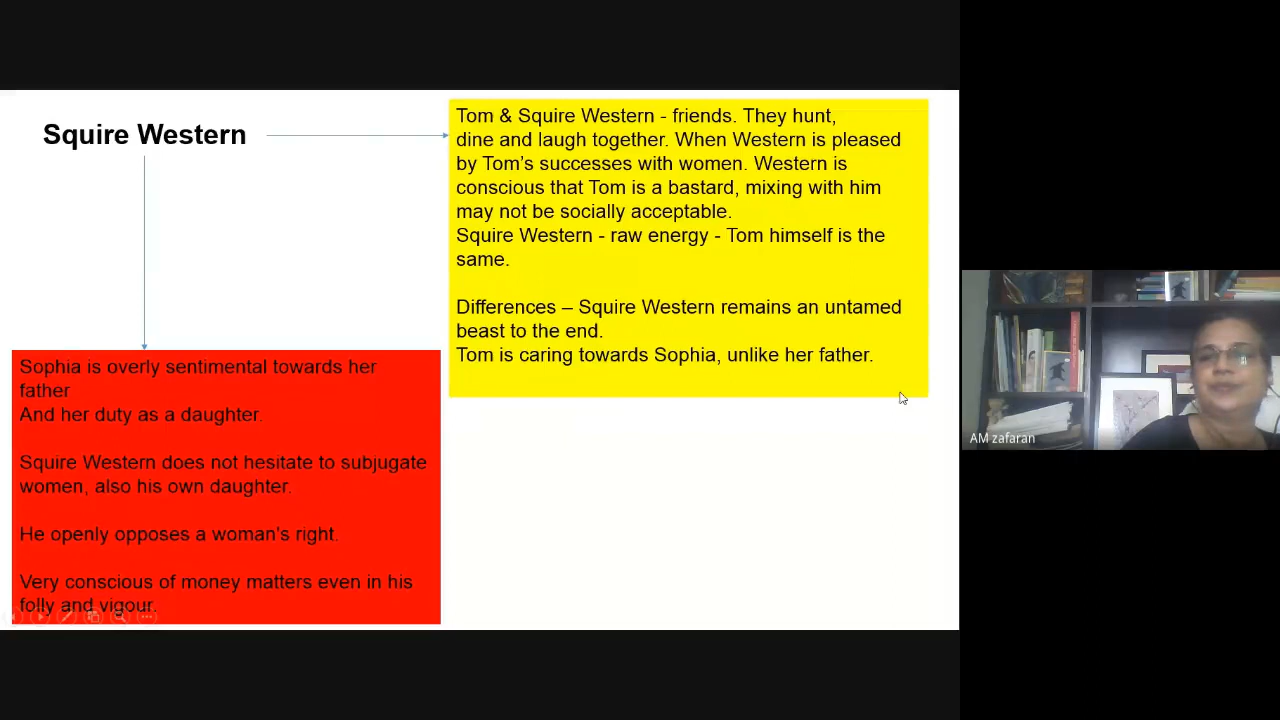 Squire Western
Tom & Squire Western - friends. They hunt,
dine and laugh together. When Western is pleased
by Tom's successes with women. Western is
conscious that Tom is a bastard, mixing with him
may not be socially acceptable.
Squire Western - raw energy - Tom himself is the
same.
Differences – Squire Western remains an untamed
beast to the end.
Tom is caring towards Sophia, unlike her father.
Sophia is overly sentimental towards her
father
And her duty as a daughter.
Squire Western does not hesitate to subjugate
women, also his own daughter.
He openly opposes a woman's right.
Very conscious of money matters even in his
folly and vigour.
AM zafaran